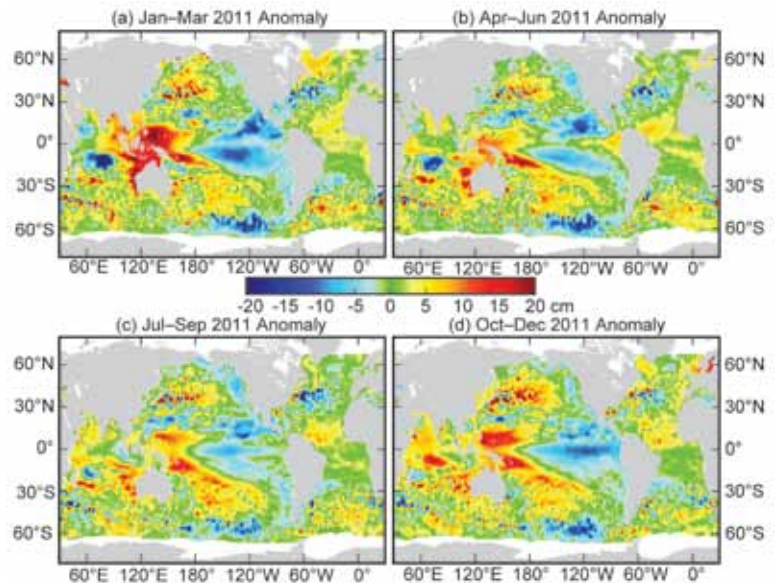 (a) Jan–Mar 2011 Anomaly
(b) Apr–Jun 2011 Anomaly
60°N
30°N
0°
30°S
60°S
60°N
30°N
0°
30°S
60°S
60°E 120°E 180° 120°W 60°W 0°
60°E 120°E 180° 120°W 60°W 0°
-20 -15 -10 -5 0 5 10 15 20 cm
(c) Jul–Sep 2011 Anomaly
(d) Oct–Dec 2011 Anomaly
60°N
30°N
0°
30°S
60°S
60°N
30°N
0°
30°S
60°S
60°E 120°E 180° 120°W 60°W 0°
60°E 120°E 180° 120°W 60°W 0°